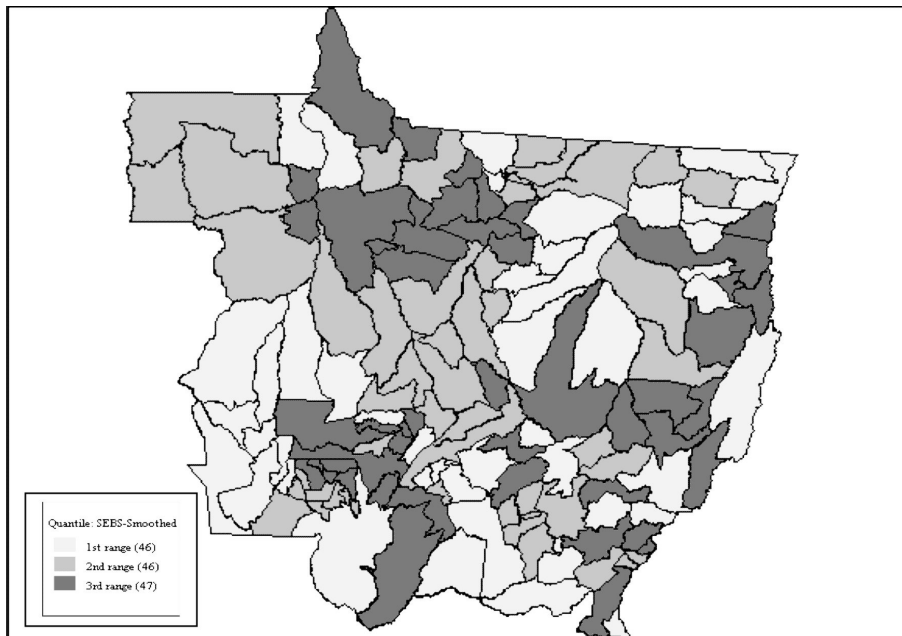 Quantile: SEBS-Smoothed
1st range (46)
2nd range (46)
3rd range (47)